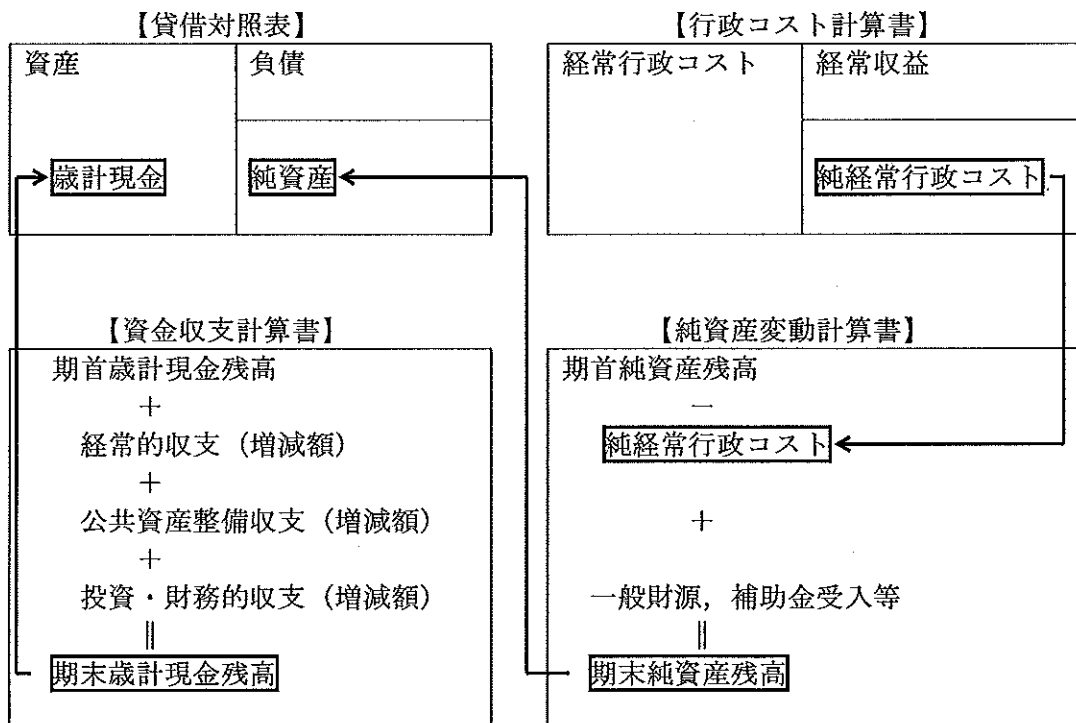 【貸借対照表】
資産
負債
歳計現金
純資産
【行政コスト計算書】
経常行政コスト
経常収益
純経常行政コスト
【資金収支計算書】
期首歳計現金残高
＋
経常的収支（増減額）
＋
公共資産整備収支（増減額）
＋
投資・財務的収支（増減額）
||
期末歳計現金残高
【純資産変動計算書】
期首純資産残高
－
純経常行政コスト
＋
一般財源，補助金受入等
||
期末純資産残高